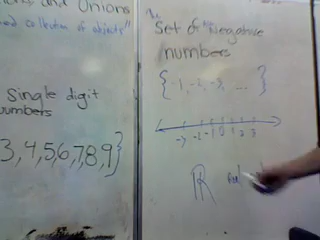 and Unions
collection of objects"
Single digit
numbers
3,4,5,6,7,8,9}
The
Set of Negative
numbers
{-1, -2, -3, ... }
-3 -2 -1 0 1 2 3
ℝ